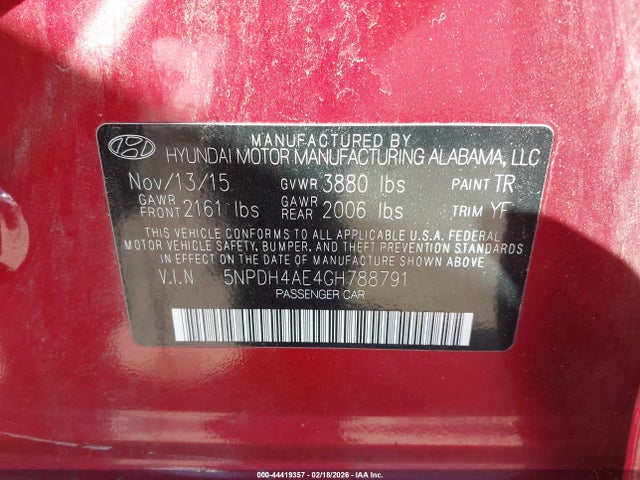 MANUFACTURED BY
HYUNDAI MOTOR MANUFACTURING ALABAMA, LLC
Nov/13/15 GVWR 3880 lbs PAINT TR
GAWR FRONT 2161 lbs GAWR REAR 2006 lbs TRIM YF
THIS VEHICLE CONFORMS TO ALL APPLICABLE U.S.A. FEDERAL
MOTOR VEHICLE SAFETY, BUMPER, AND THEFT PREVENTION STANDARDS
IN EFFECT ON THE DATE OF MANUFACTURE SHOWN ABOVE.
V.I.N 5NPDH4AE4GH788791
PASSENGER CAR
000-44419357 - 02/18/2026 - IAA, Inc.